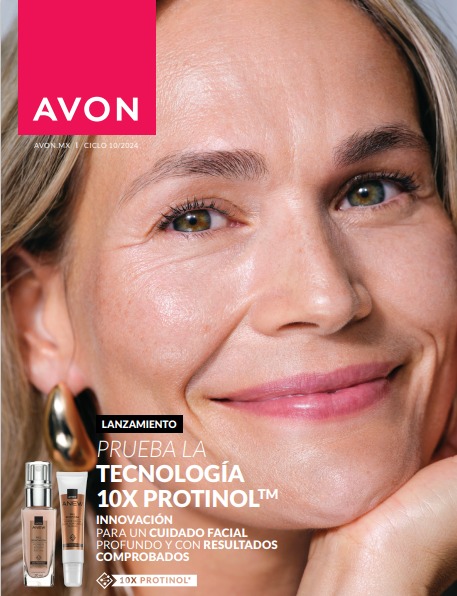 AVON
AVON.MX | CICLO 10/2024
LANZAMIENTO
PRUEBA LA
TECNOLOGÍA
10X PROTINOL™
INNOVACIÓN
PARA UN CUIDADO FACIAL
PROFUNDO Y CON RESULTADOS
COMPROBADOS
ANEW
10X PROTINOL*